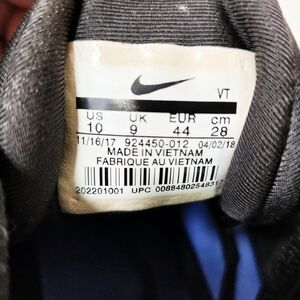 VT
US UK EUR cm
10 9 44 28
11/16/17 924450-012 04/02/18
MADE IN VIETNAM
FABRIQUE AU VIETNAM
202201001 UPC